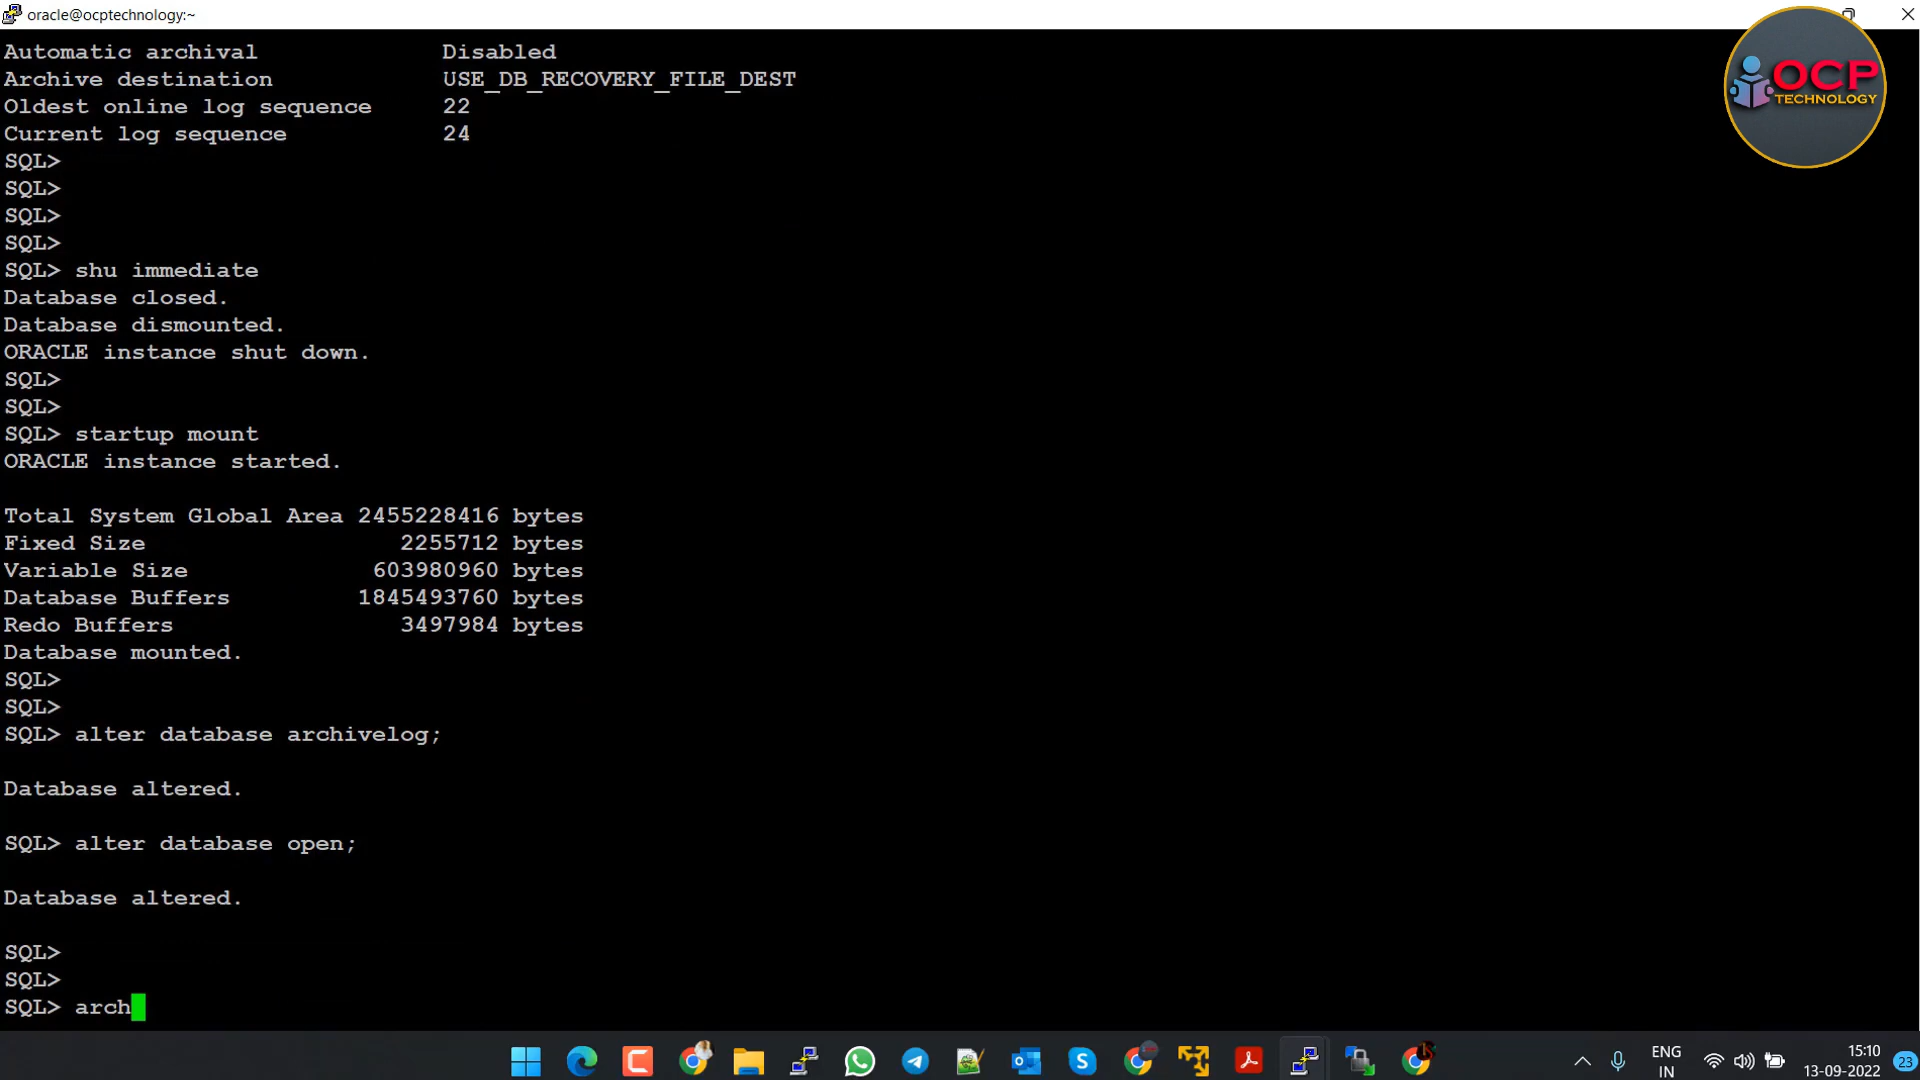 oracle@ocptechnology:~
Automatic archival Disabled
Archive destination USE_DB_RECOVERY_FILE_DEST
Oldest online log sequence 22
Current log sequence 24
SQL>
SQL>
SQL>
SQL>
SQL> shu immediate
Database closed.
Database dismounted.
ORACLE instance shut down.
SQL>
SQL>
SQL> startup mount
ORACLE instance started.
Total System Global Area 2455228416 bytes
Fixed Size 2255712 bytes
Variable Size 603980960 bytes
Database Buffers 1845493760 bytes
Redo Buffers 3497984 bytes
Database mounted.
SQL>
SQL>
SQL> alter database archivelog;
Database altered.
SQL> alter database open;
Database altered.
SQL>
SQL>
SQL> arch
OCP
TECHNOLOGY
ENG
IN
15:10
13-09-2022
23